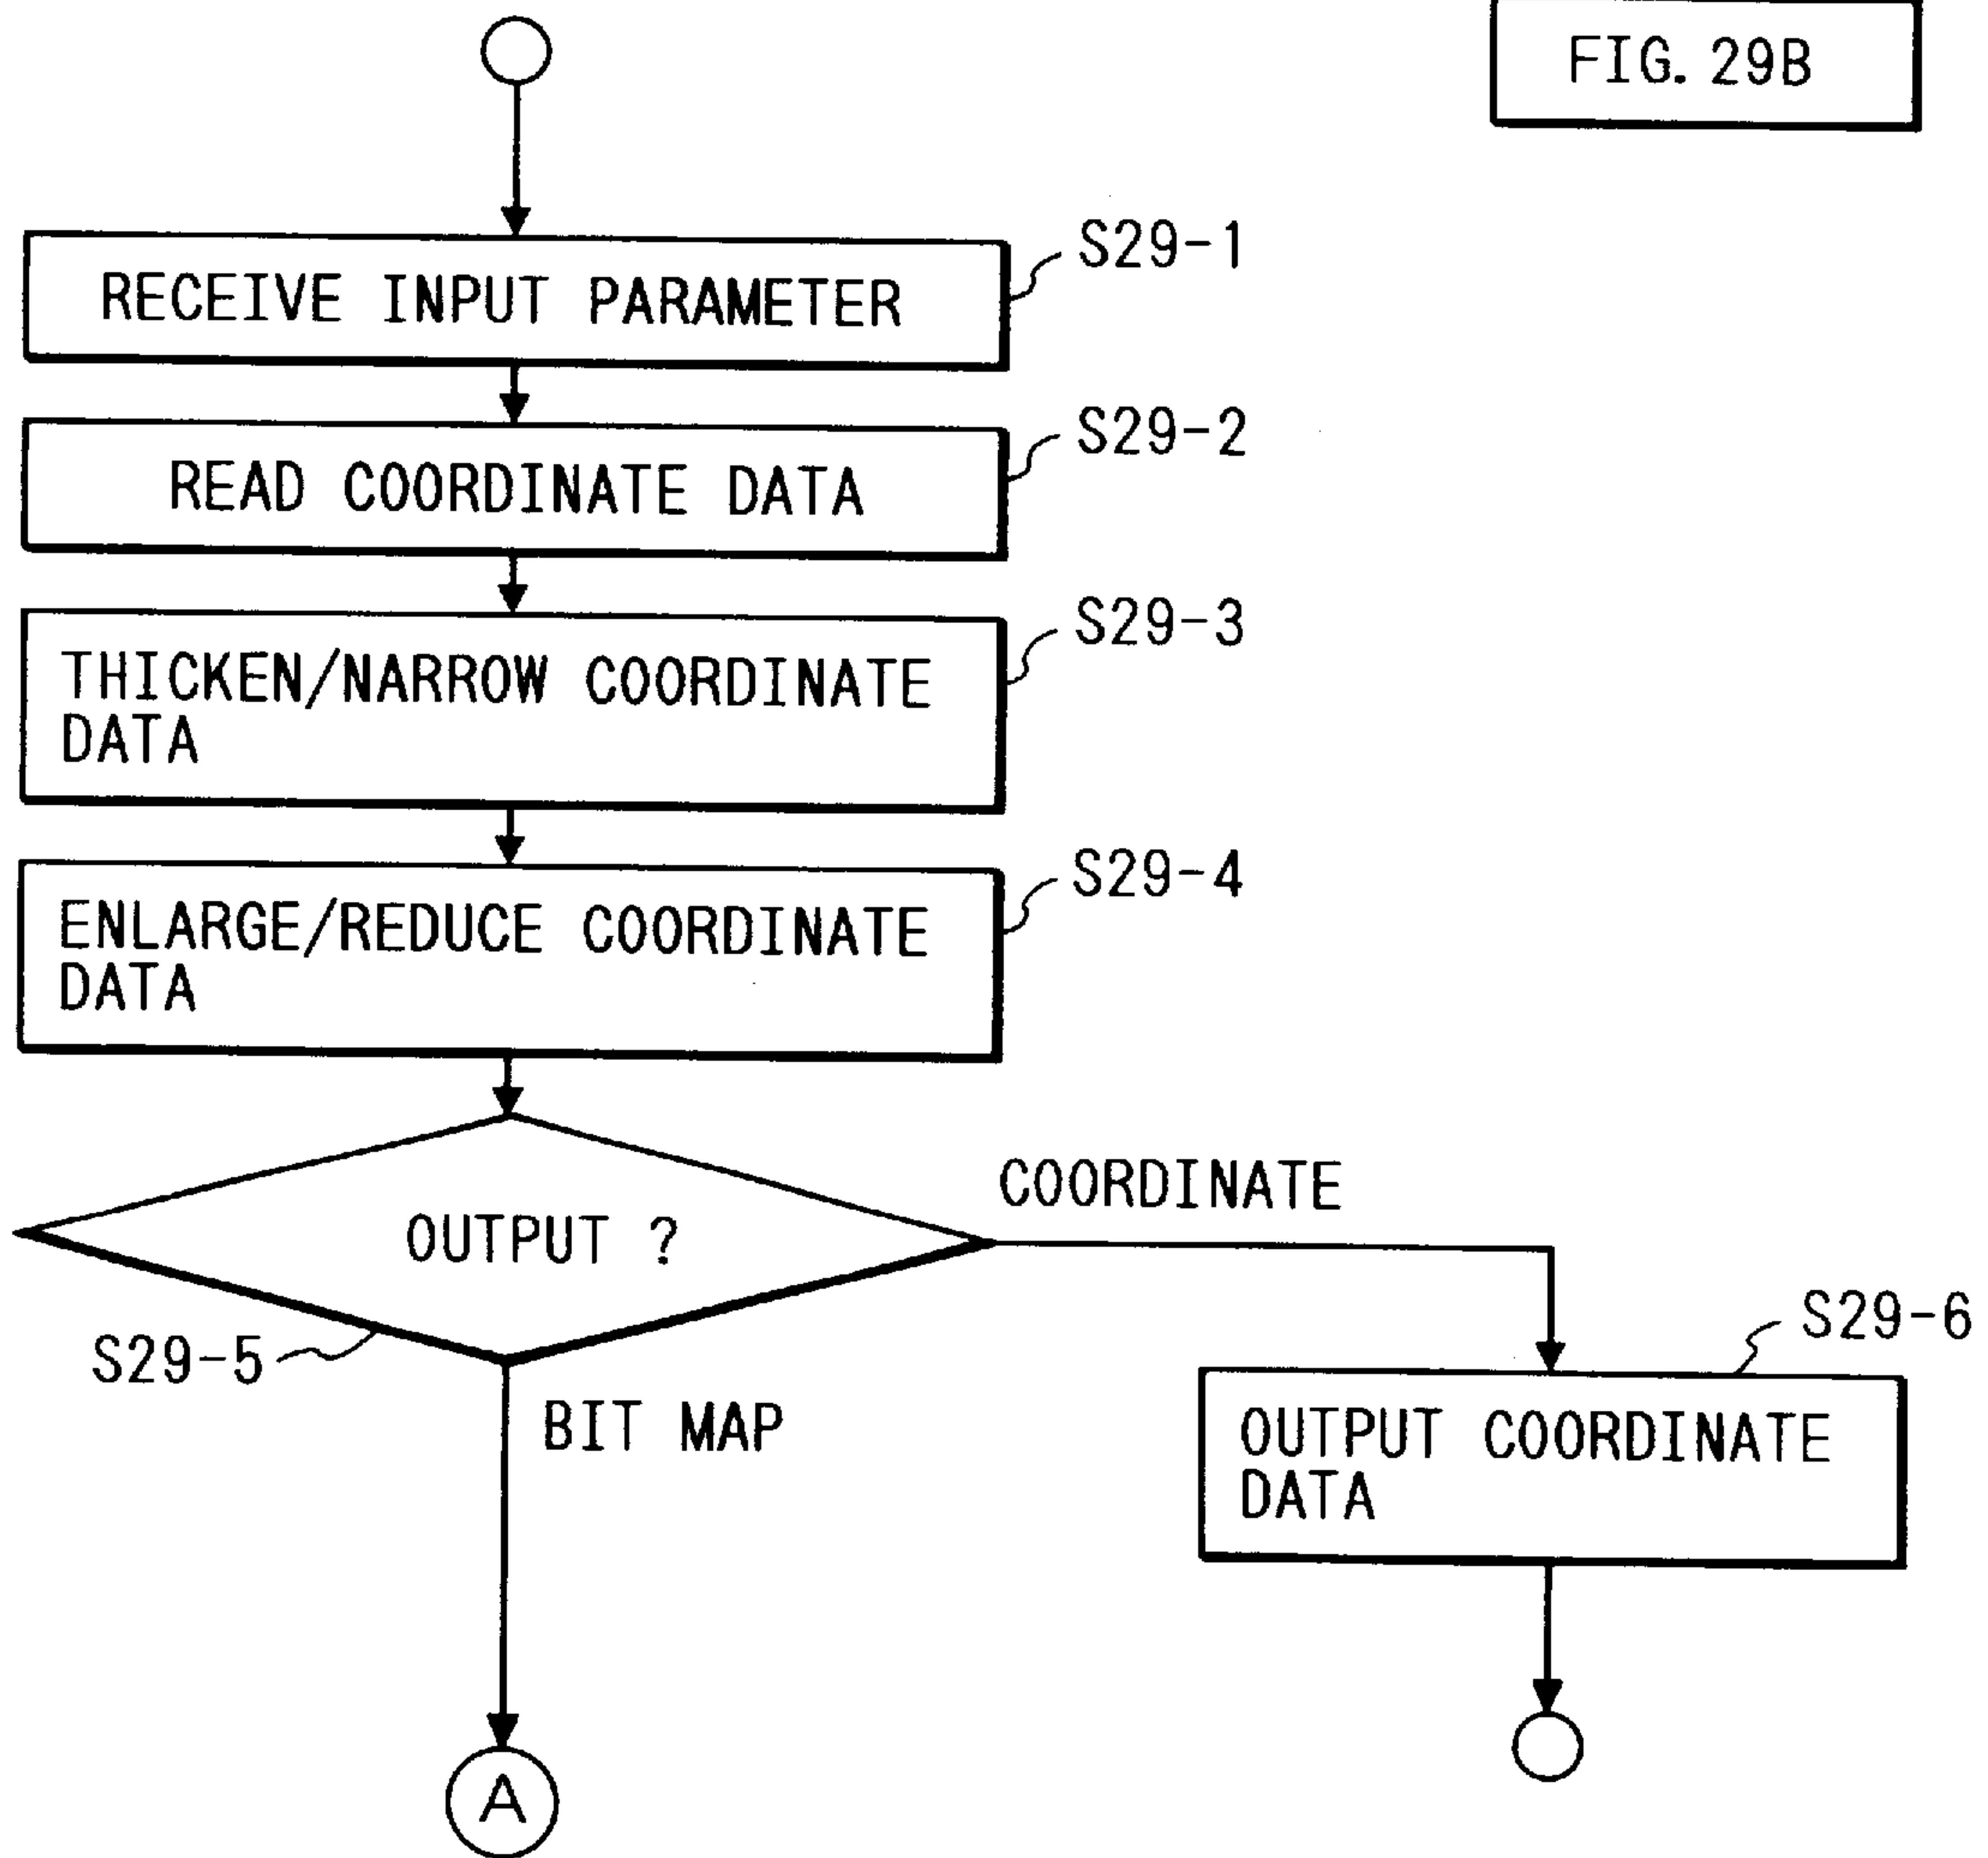 FIG. 29B
S29-1
RECEIVE INPUT PARAMETER
S29-2
READ COORDINATE DATA
S29-3
THICKEN/NARROW COORDINATE
DATA
S29-4
ENLARGE/REDUCE COORDINATE
DATA
COORDINATE
OUTPUT ?
S29-5
BIT MAP
S29-6
OUTPUT COORDINATE
DATA
A